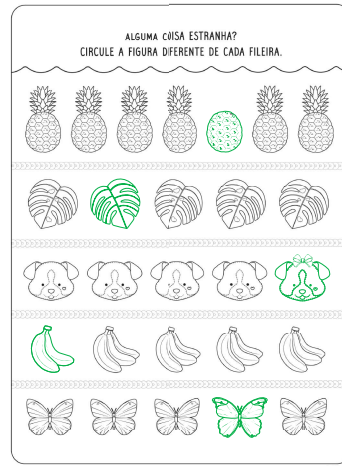 ALGUMA COISA ESTRANHA?
CIRCULE A FIGURA DIFERENTE DE CADA FILEIRA.